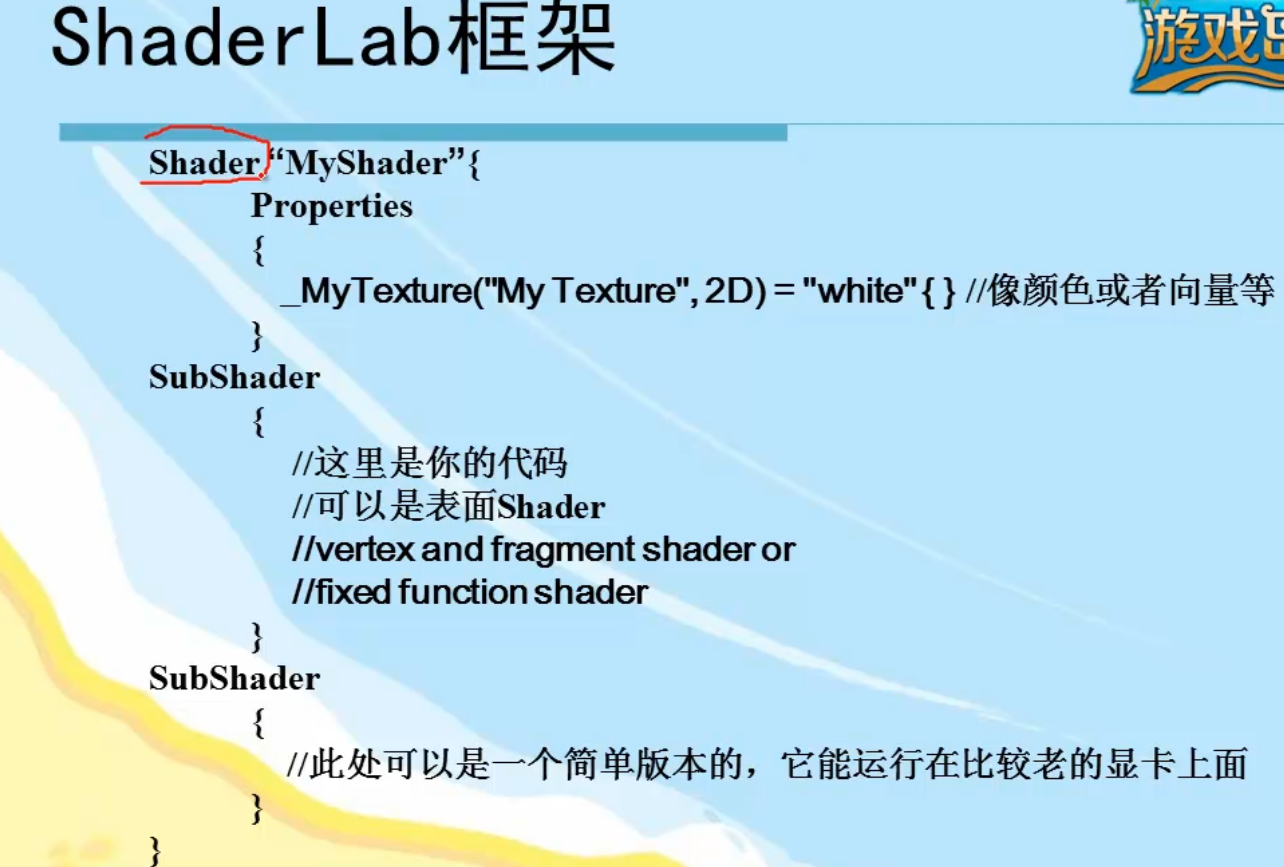 ShaderLab框架
游戏
Shader “MyShader”{
Properties
{
_MyTexture("My Texture", 2D) = "white" { } //像颜色或者向量等
}
SubShader
{
//这里是你的代码
//可以是表面Shader
//vertex and fragment shader or
//fixed function shader
}
SubShader
{
//此处可以是一个简单版本的，它能运行在比较老的显卡上面
}
}